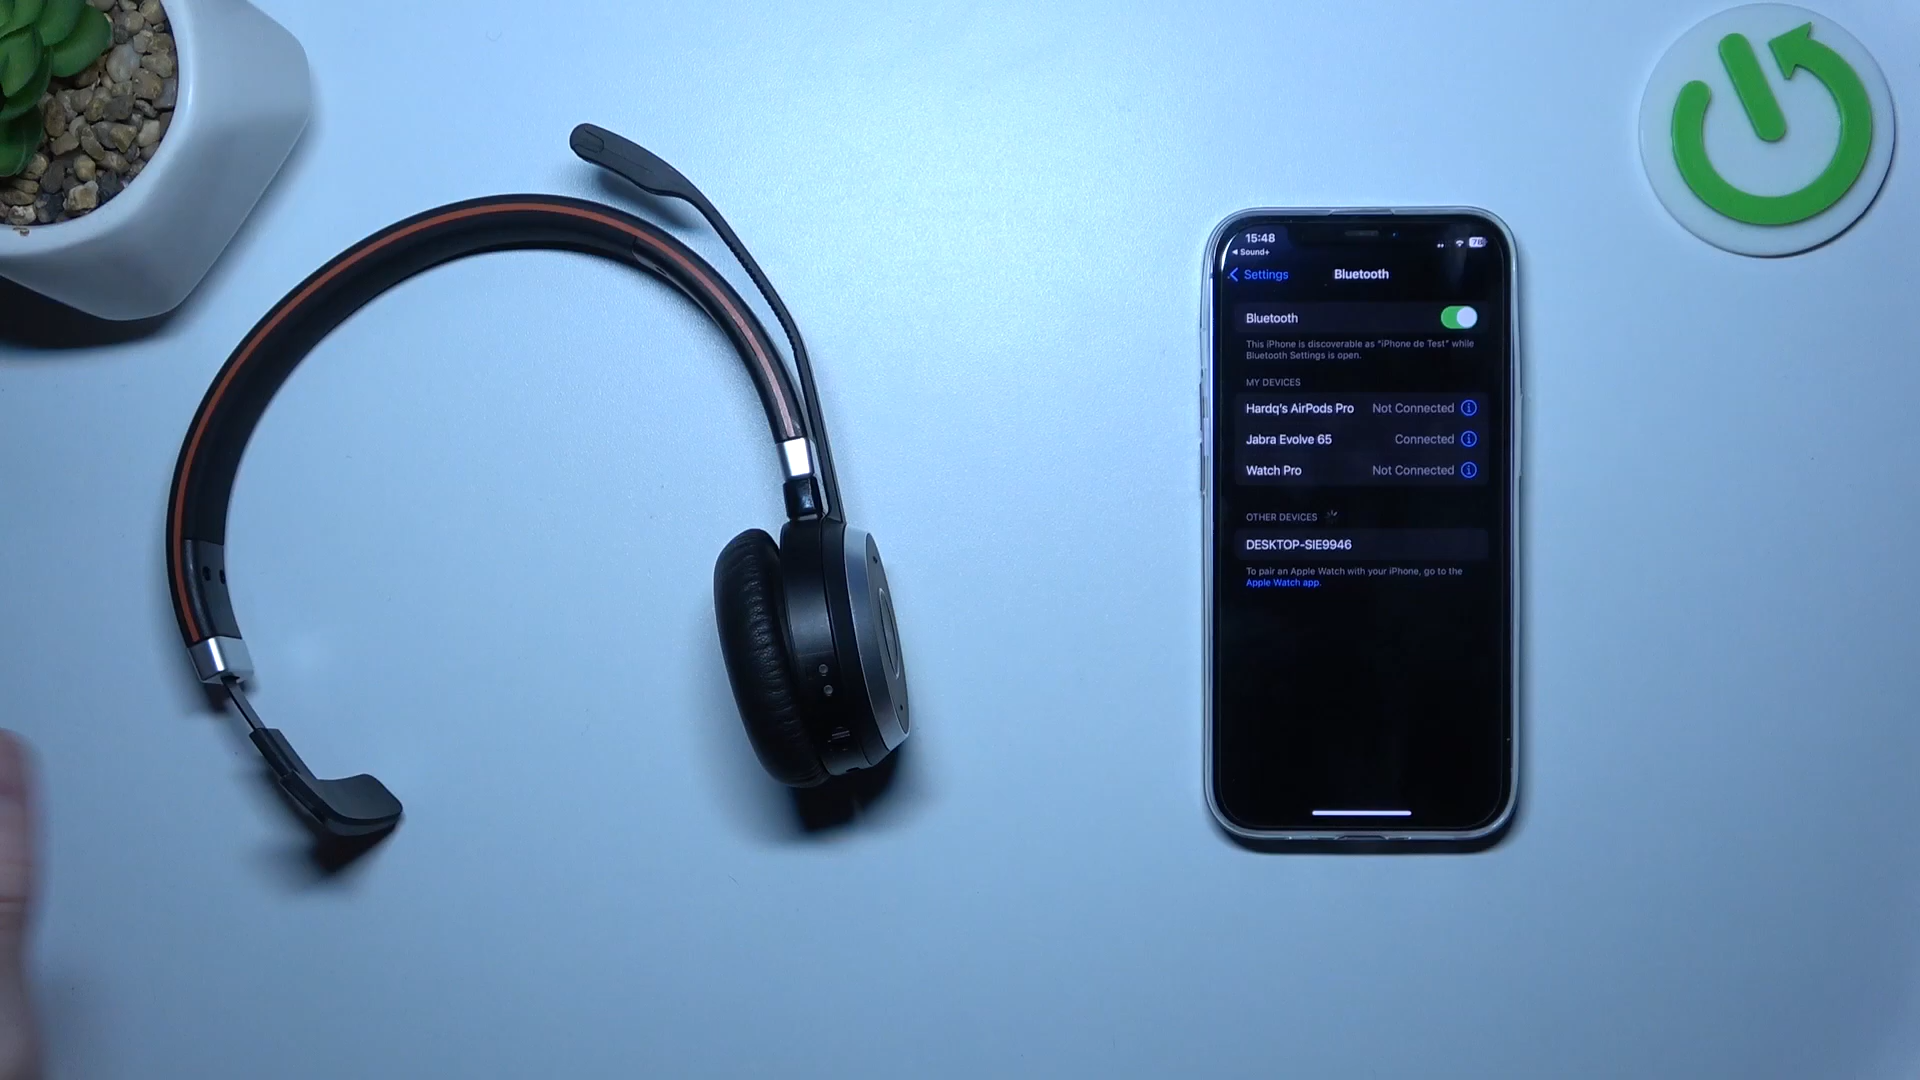 15:48
78
◀ Sound+
Settings
Bluetooth
Bluetooth
This iPhone is discoverable as "iPhone de Test" while
Bluetooth Settings is open.
MY DEVICES
Hardq's AirPods Pro Not Connected
Jabra Evolve 65 Connected
Watch Pro Not Connected
OTHER DEVICES
DESKTOP-SIE9946
To pair an Apple Watch with your iPhone, go to the
Apple Watch app.